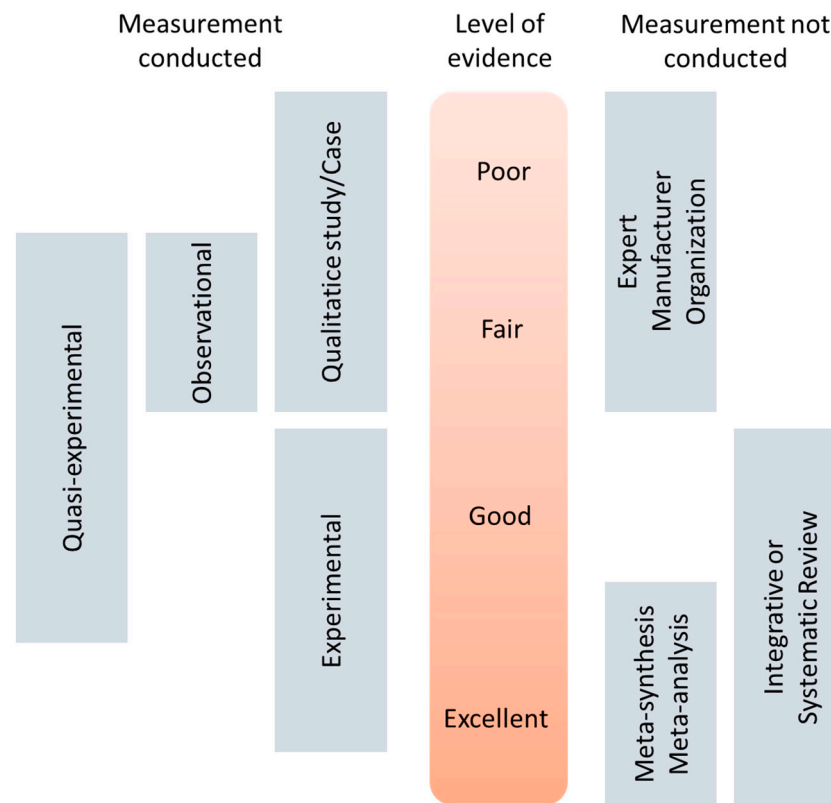 Measurement
conducted
Level of
evidence
Measurement not
conducted
Quasi-experimental
Observational
Qualitatice study/Case
Experimental
Poor
Fair
Good
Excellent
Expert
Manufacturer
Organization
Meta-synthesis
Meta-analysis
Integrative or
Systematic Review